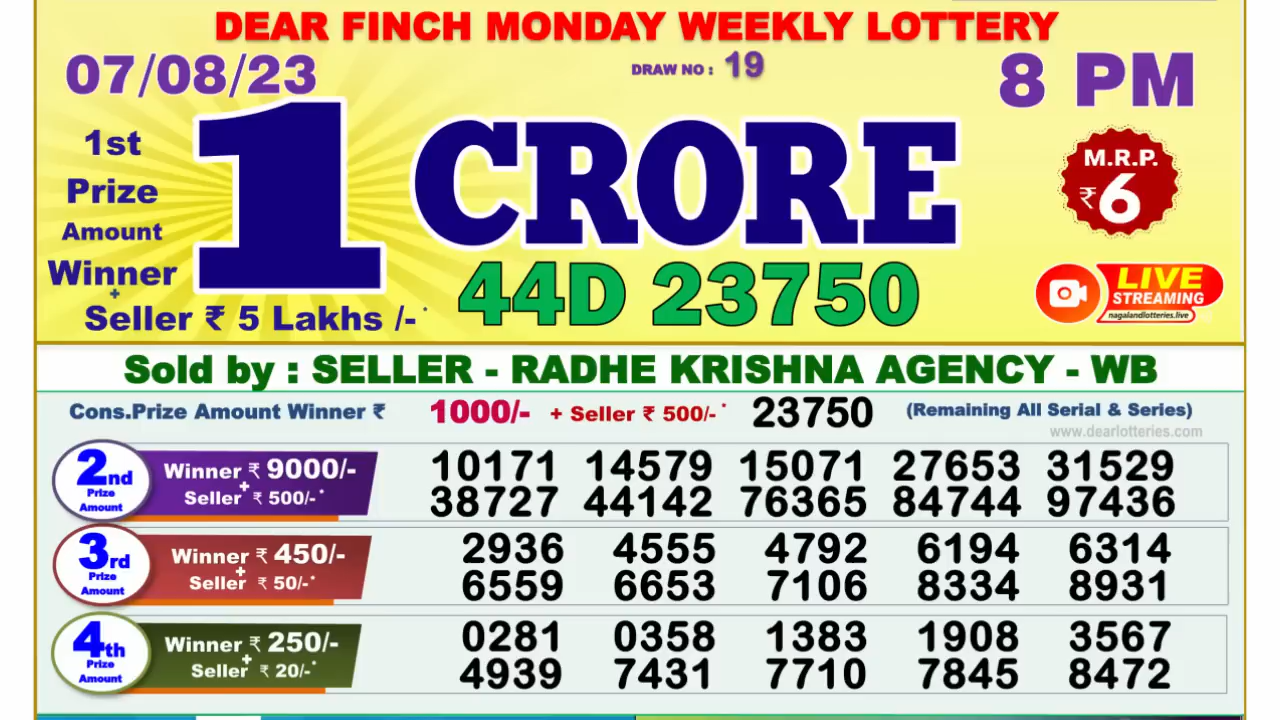 DEAR FINCH MONDAY WEEKLY LOTTERY
07/08/23
DRAW NO : 19
8 PM
1st
Prize
Amount
Winner
+
Seller ₹ 5 Lakhs /-*
1 CRORE
44D 23750
M.R.P.
₹6
LIVE
STREAMING
nagalandlotteries.live
Sold by : SELLER - RADHE KRISHNA AGENCY - WB
Cons.Prize Amount Winner ₹ 1000/- + Seller ₹ 500/-* 23750 (Remaining All Serial & Series)
www.dearlotteries.com
2nd
Prize
Amount
Winner ₹ 9000/-
+
Seller ₹ 500/-*
10171 14579 15071 27653 31529
38727 44142 76365 84744 97436
3rd
Prize
Amount
Winner ₹ 450/-
+
Seller ₹ 50/-*
2936 4555 4792 6194 6314
6559 6653 7106 8334 8931
4th
Prize
Amount
Winner ₹ 250/-
+
Seller ₹ 20/-*
0281 0358 1383 1908 3567
4939 7431 7710 7845 8472